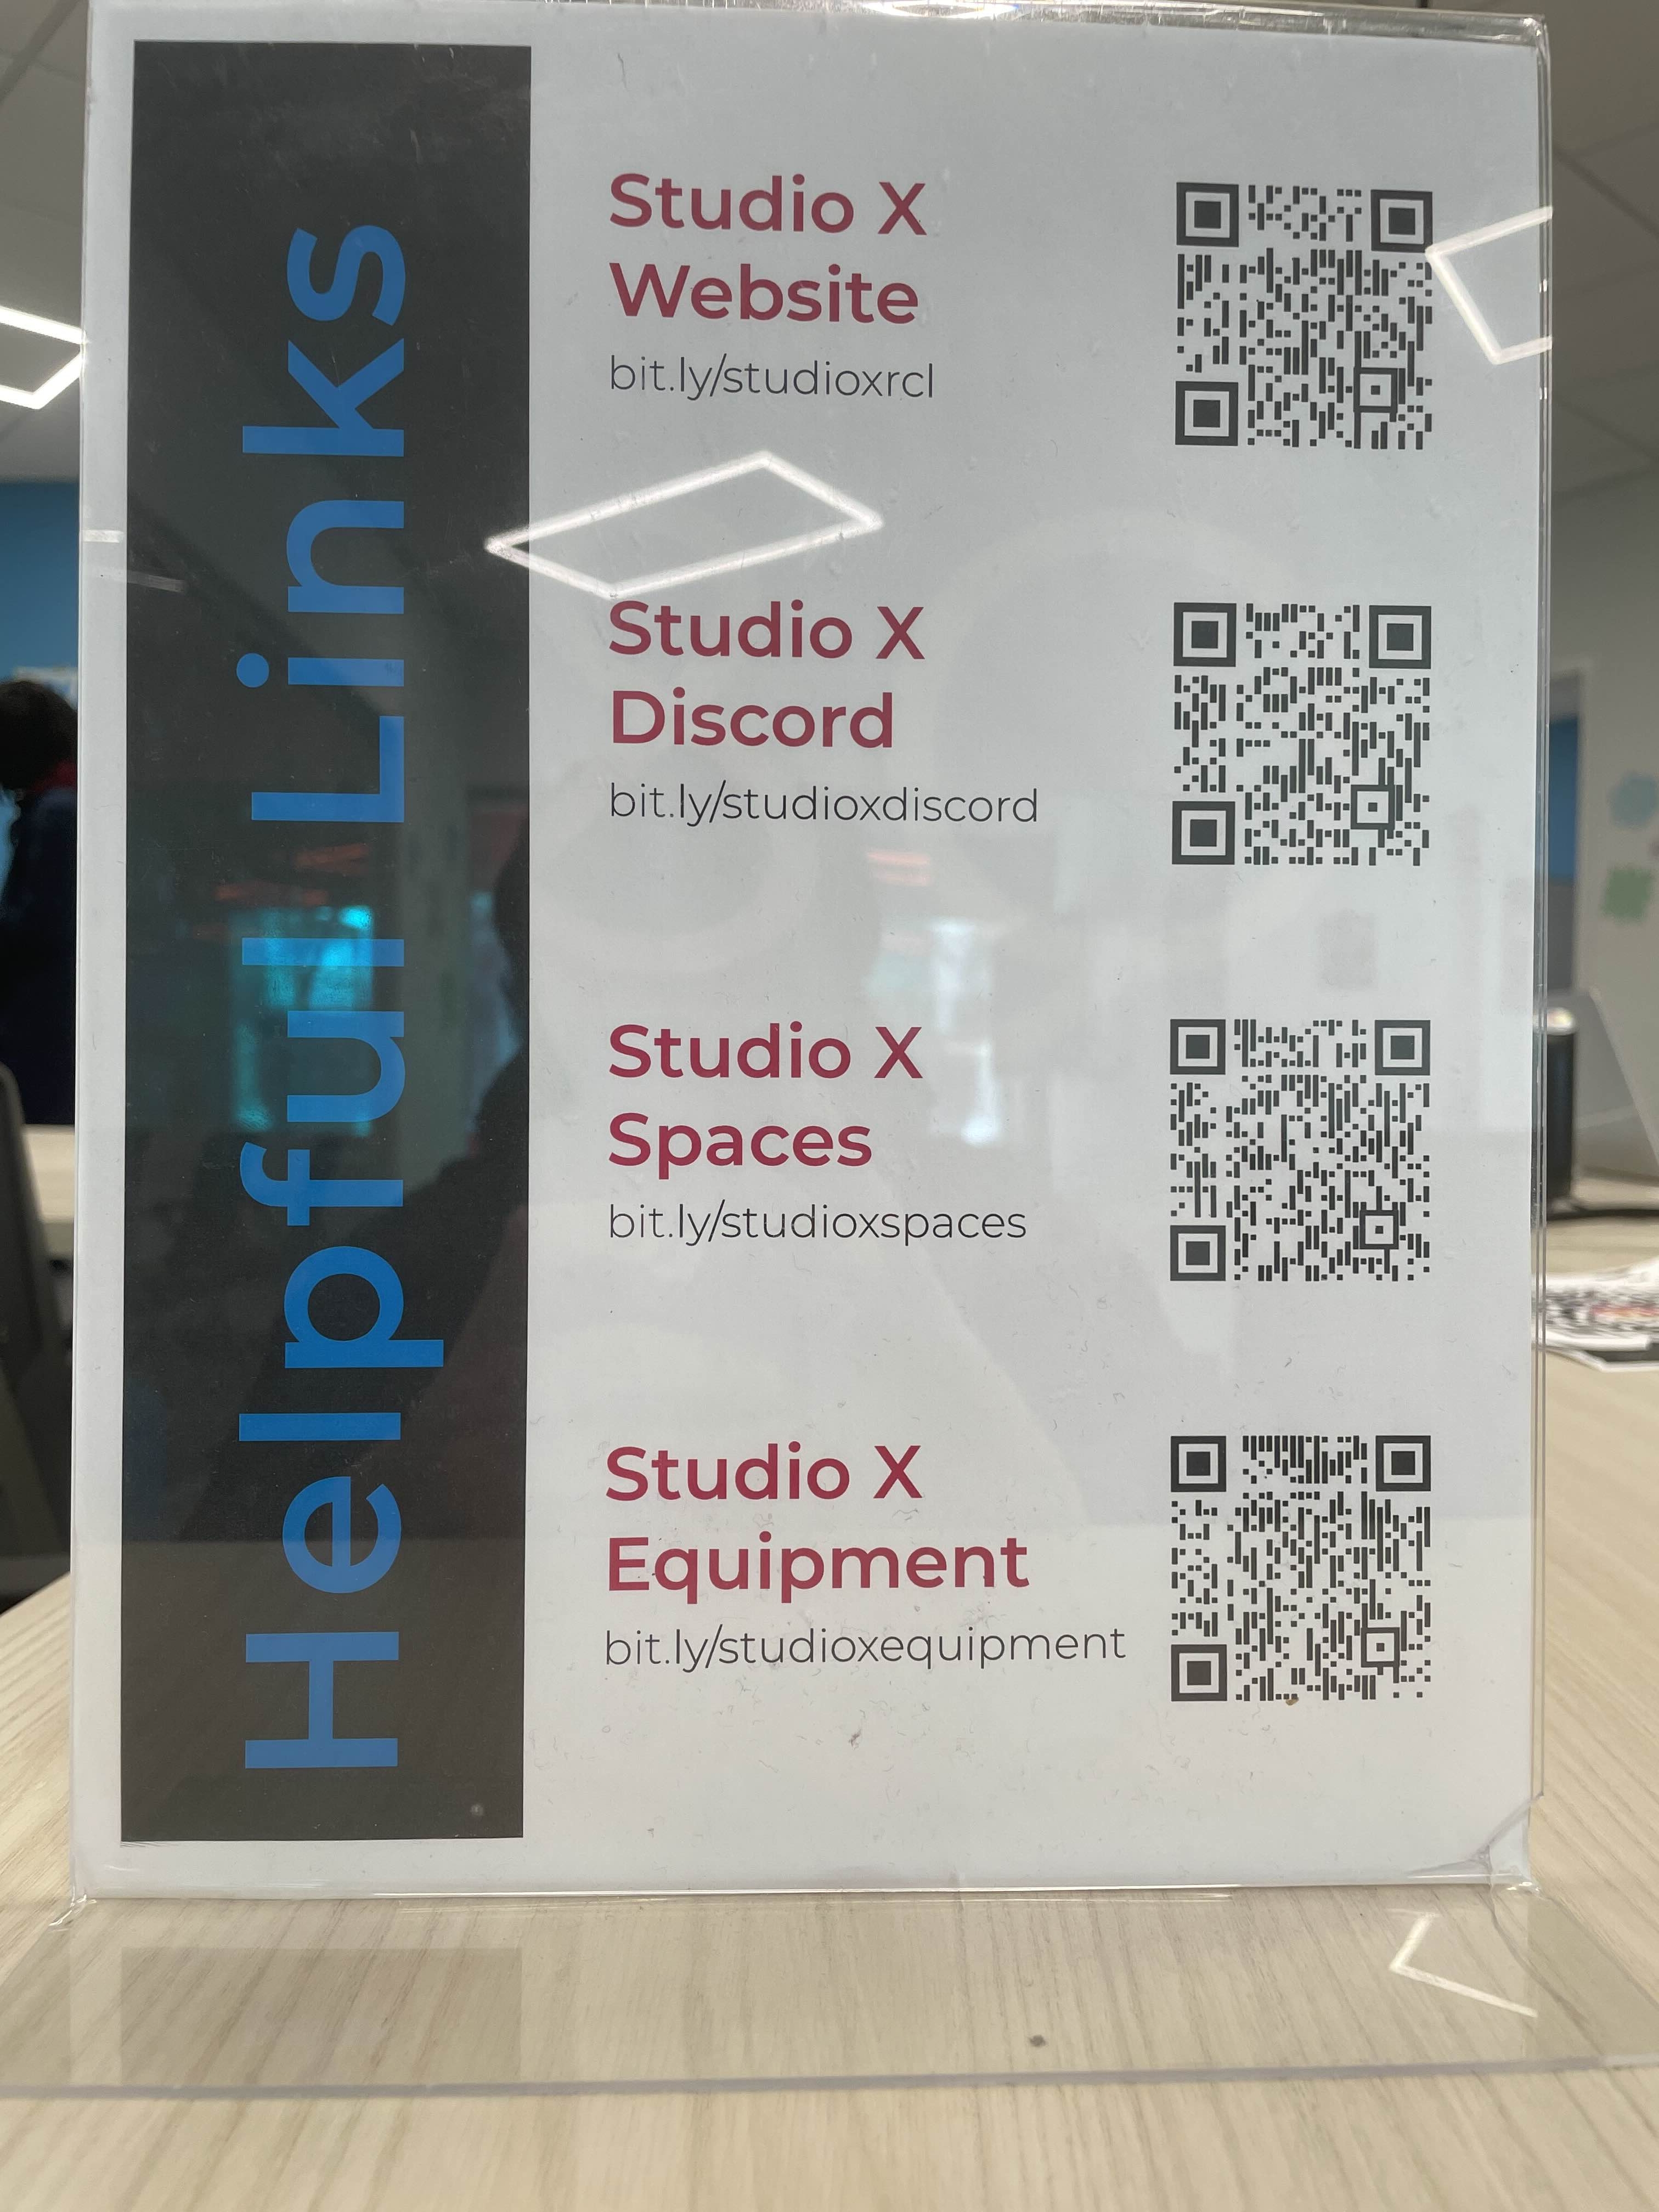 Helpful Links
Studio X
Website
bit.ly/studioxrcl
Studio X
Discord
bit.ly/studioxdiscord
Studio X
Spaces
bit.ly/studioxspaces
Studio X
Equipment
bit.ly/studioxequipment